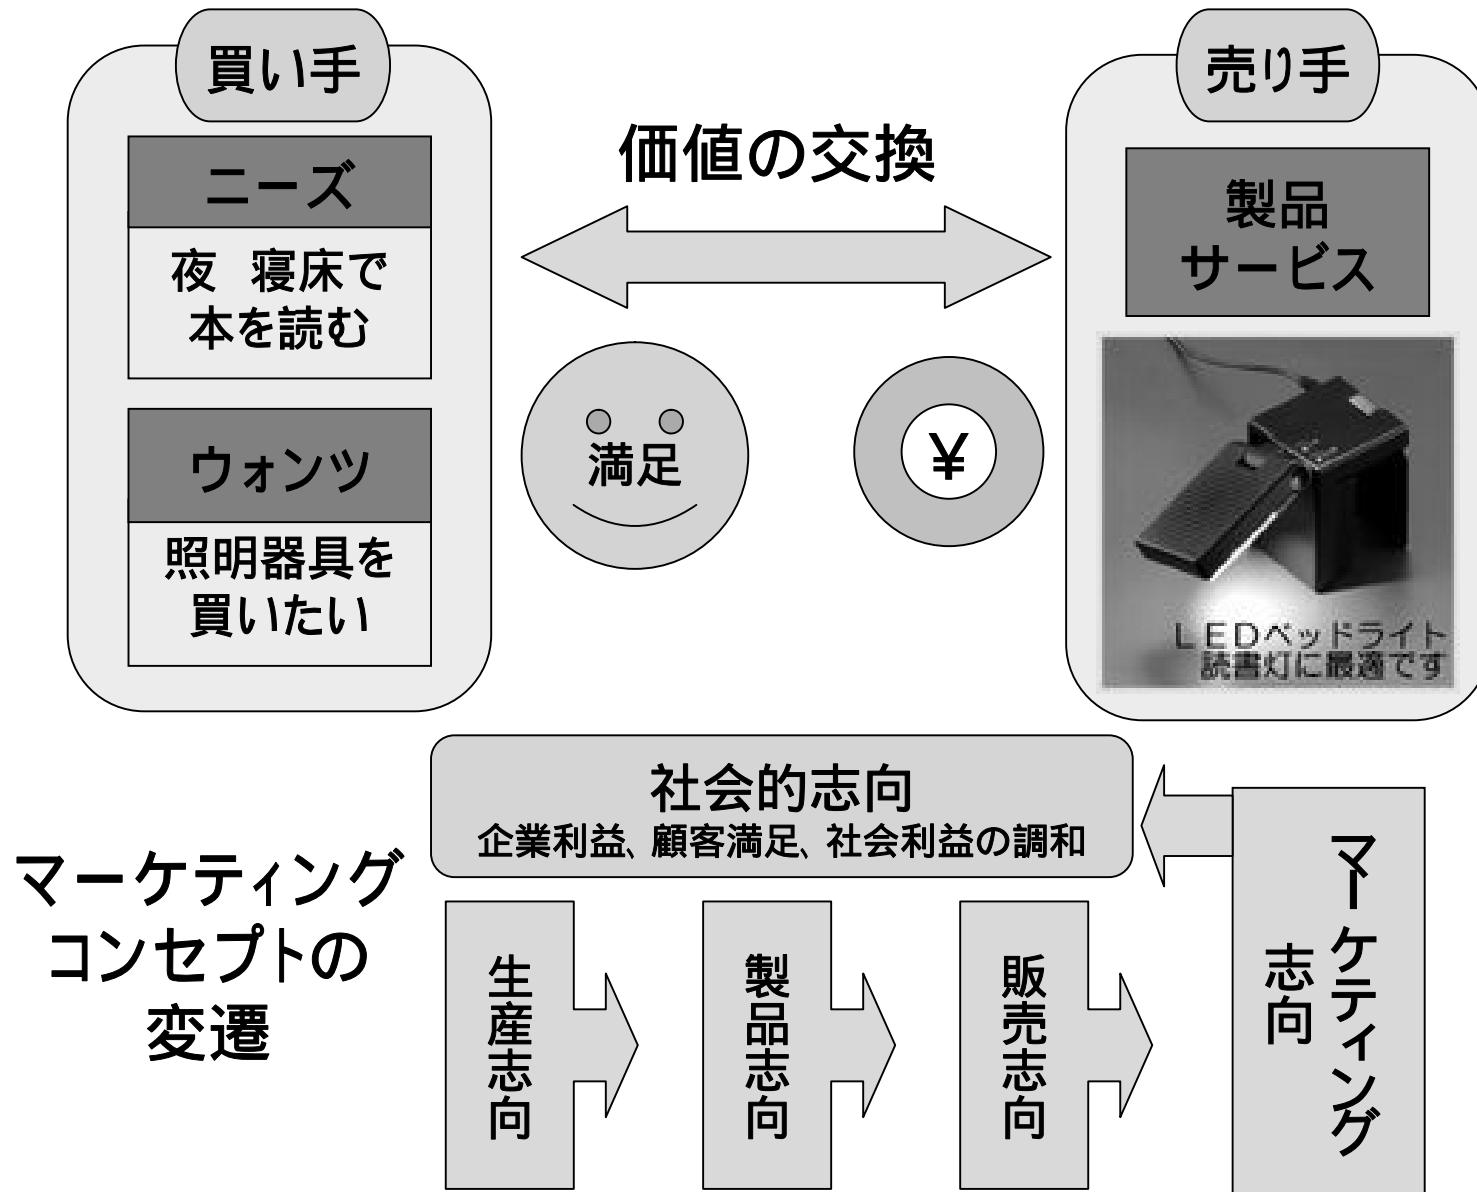 買い手
ニーズ
夜 寝床で
本を読む
ウォンツ
照明器具を
買いたい
価値の交換
満足
¥
売り手
製品
サービス
LEDベッドライト
読書灯に最適です
社会的志向
企業利益、顧客満足、社会利益の調和
マーケティング
コンセプトの
変遷
生産志向
製品志向
販売志向
マーケティング
志向